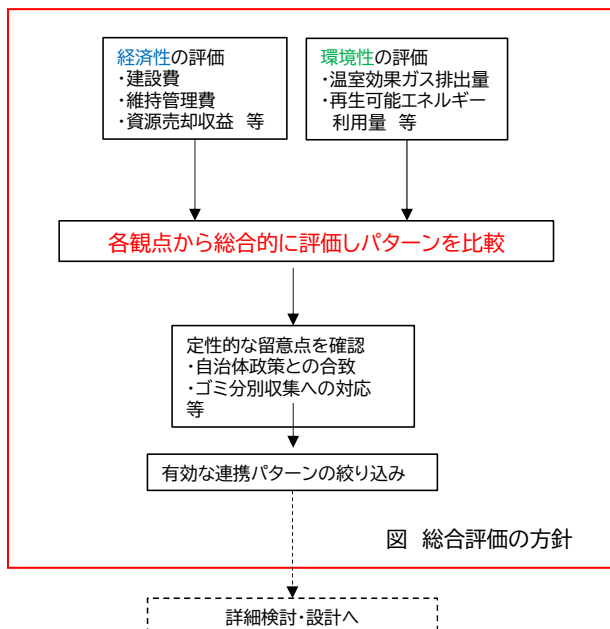 経済性の評価
・建設費
・維持管理費
・資源売却収益 等
環境性の評価
・温室効果ガス排出量
・再生可能エネルギー
利用量 等
各観点から総合的に評価しパターンを比較
定性的な留意点を確認
・自治体政策との合致
・ゴミ分別収集への対応
等
有効な連携パターンの絞り込み
図 総合評価の方針
詳細検討・設計へ